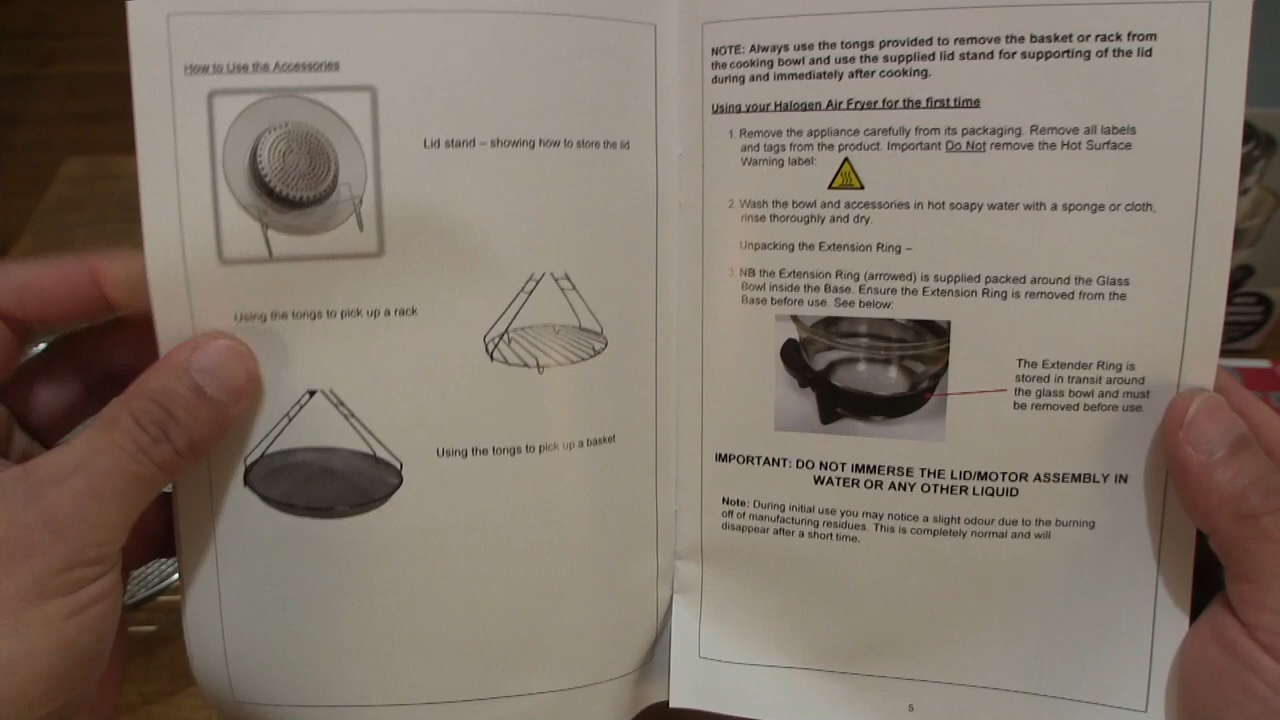 How to Use the Accessories
Lid stand – showing how to store the lid
Using the tongs to pick up a rack
Using the tongs to pick up a basket
NOTE: Always use the tongs provided to remove the basket or rack from
the cooking bowl and use the supplied lid stand for supporting of the lid
during and immediately after cooking.
Using your Halogen Air Fryer for the first time
1. Remove the appliance carefully from its packaging. Remove all labels
and tags from the product. Important Do Not remove the Hot Surface
Warning label:
2. Wash the bowl and accessories in hot soapy water with a sponge or cloth,
rinse thoroughly and dry.
Unpacking the Extension Ring –
3. NB the Extension Ring (arrowed) is supplied packed around the Glass
Bowl inside the Base. Ensure the Extension Ring is removed from the
Base before use. See below:
The Extender Ring is
stored in transit around
the glass bowl and must
be removed before use.
IMPORTANT: DO NOT IMMERSE THE LID/MOTOR ASSEMBLY IN
WATER OR ANY OTHER LIQUID
Note: During initial use you may notice a slight odour due to the burning
off of manufacturing residues. This is completely normal and will
disappear after a short time.
5